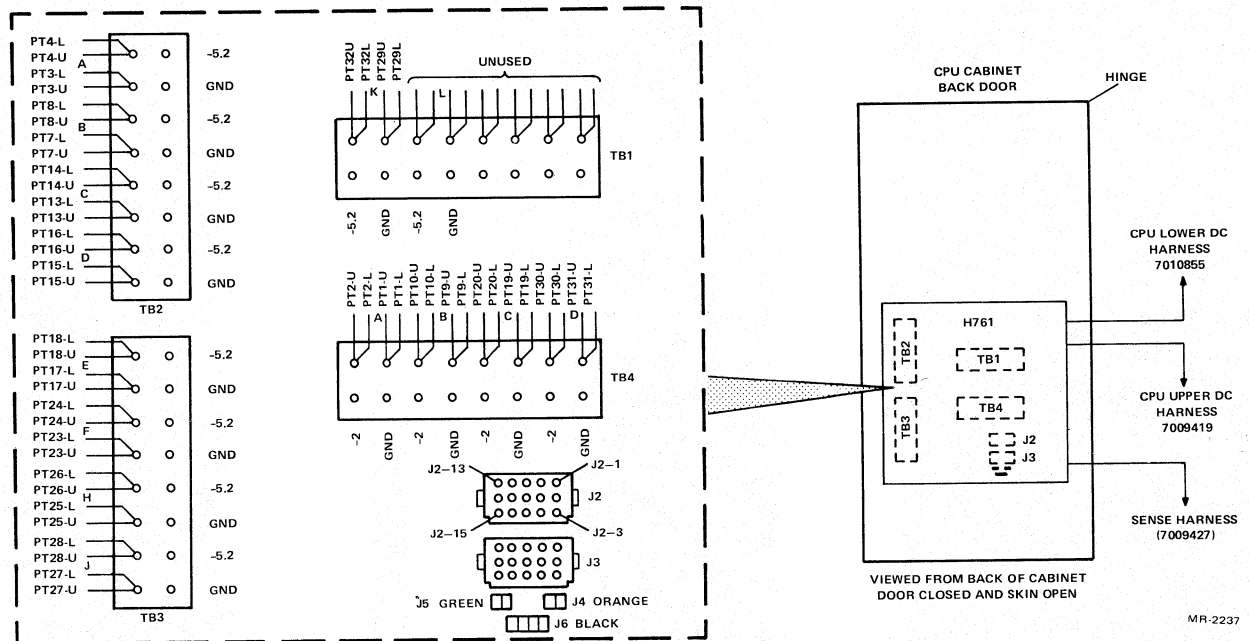 PT4-L
PT4-U
A
PT3-L
PT3-U
PT8-L
PT8-U
B
PT7-L
PT7-U
PT14-L
PT14-U
C
PT13-L
PT13-U
PT16-L
PT16-U
D
PT15-L
PT15-U
-5.2
GND
-5.2
GND
-5.2
GND
-5.2
GND
TB2
PT18-L
PT18-U
E
PT17-L
PT17-U
PT24-L
PT24-U
F
PT23-L
PT23-U
PT26-L
PT26-U
H
PT25-L
PT25-U
PT28-L
PT28-U
J
PT27-L
PT27-U
-5.2
GND
-5.2
GND
-5.2
GND
-5.2
GND
TB3
PT32U
PT32L
K
PT29U
PT29L
UNUSED
L
TB1
-5.2
GND
-5.2
GND
PT2-U
PT2-L
A
PT1-U
PT1-L
PT10-U
PT10-L
B
PT9-U
PT9-L
PT20-U
PT20-L
C
PT19-U
PT19-L
PT30-U
PT30-L
D
PT31-U
PT31-L
TB4
-2
GND
-2
GND
-2
GND
-2
GND
J2-13
J2-1
J2
J2-15
J2-3
J3
J5 GREEN
J4 ORANGE
J6 BLACK
CPU CABINET
BACK DOOR
HINGE
CPU LOWER DC
HARNESS
7010855
H761
TB2
TB1
TB3
TB4
J2
J3
CPU UPPER DC
HARNESS
7009419
SENSE HARNESS
(7009427)
VIEWED FROM BACK OF CABINET
DOOR CLOSED AND SKIN OPEN
MR-2237